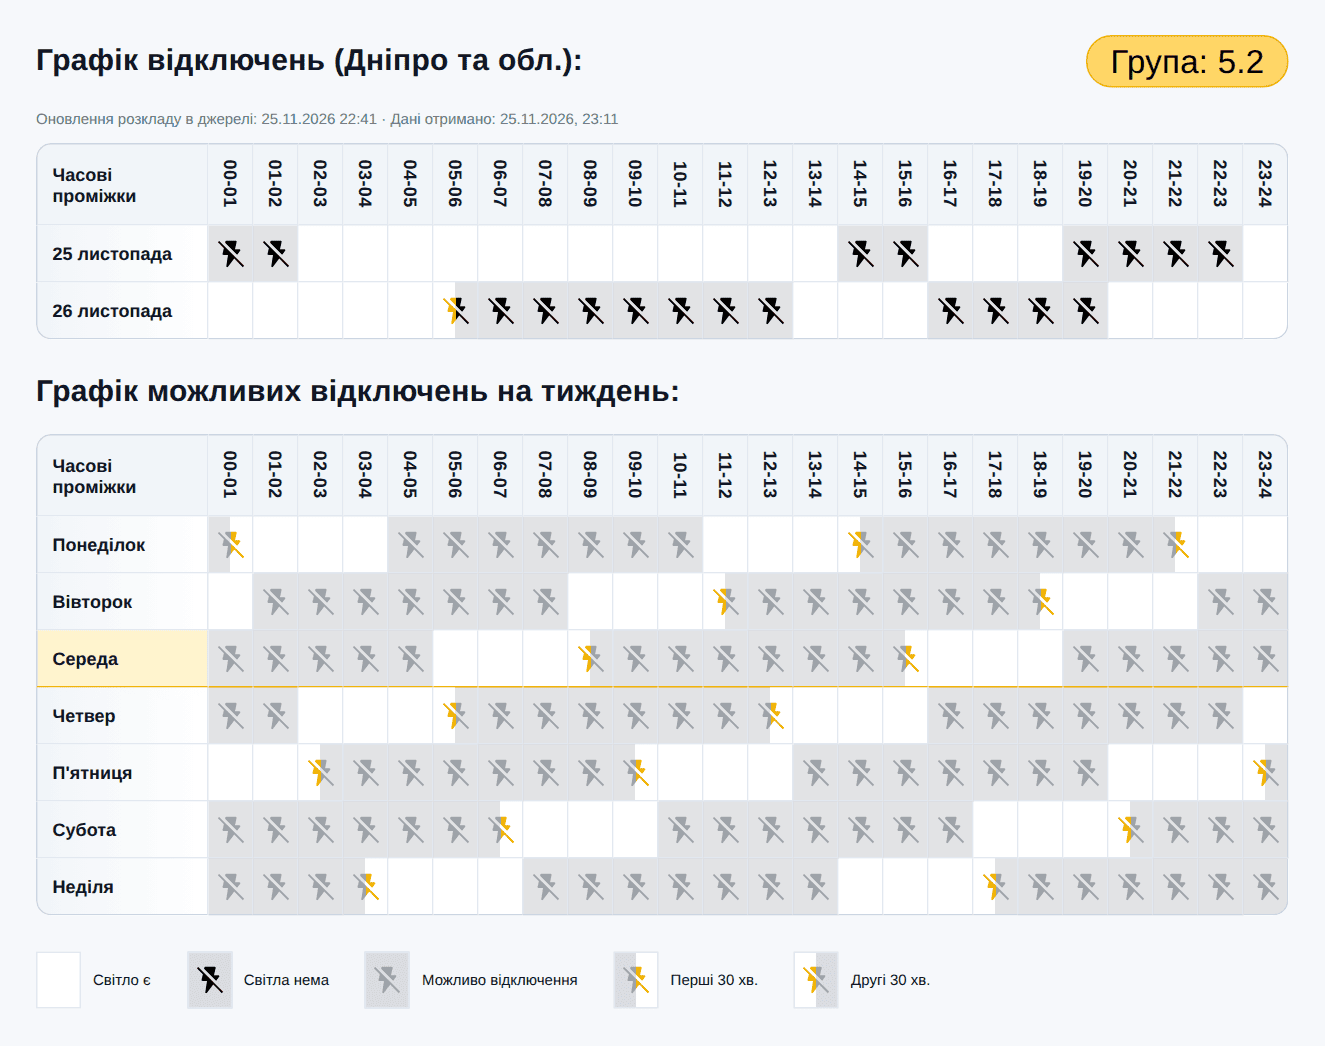 Графік відключень (Дніпро та обл.):
Група: 5.2
Оновлення розкладу в джерелі: 25.11.2026 22:41 · Дані отримано: 25.11.2026, 23:11
Часові
проміжки
00-01 01-02 02-03 03-04 04-05 05-06 06-07 07-08 08-09 09-10 10-11 11-12 12-13 13-14 14-15 15-16 16-17 17-18 18-19 19-20 20-21 21-22 22-23 23-24
25 листопада
26 листопада
Графік можливих відключень на тиждень:
Часові
проміжки
00-01 01-02 02-03 03-04 04-05 05-06 06-07 07-08 08-09 09-10 10-11 11-12 12-13 13-14 14-15 15-16 16-17 17-18 18-19 19-20 20-21 21-22 22-23 23-24
Понеділок
Вівторок
Середа
Четвер
П'ятниця
Субота
Неділя
Світло є
Світла нема
Можливо відключення
Перші 30 хв.
Другі 30 хв.